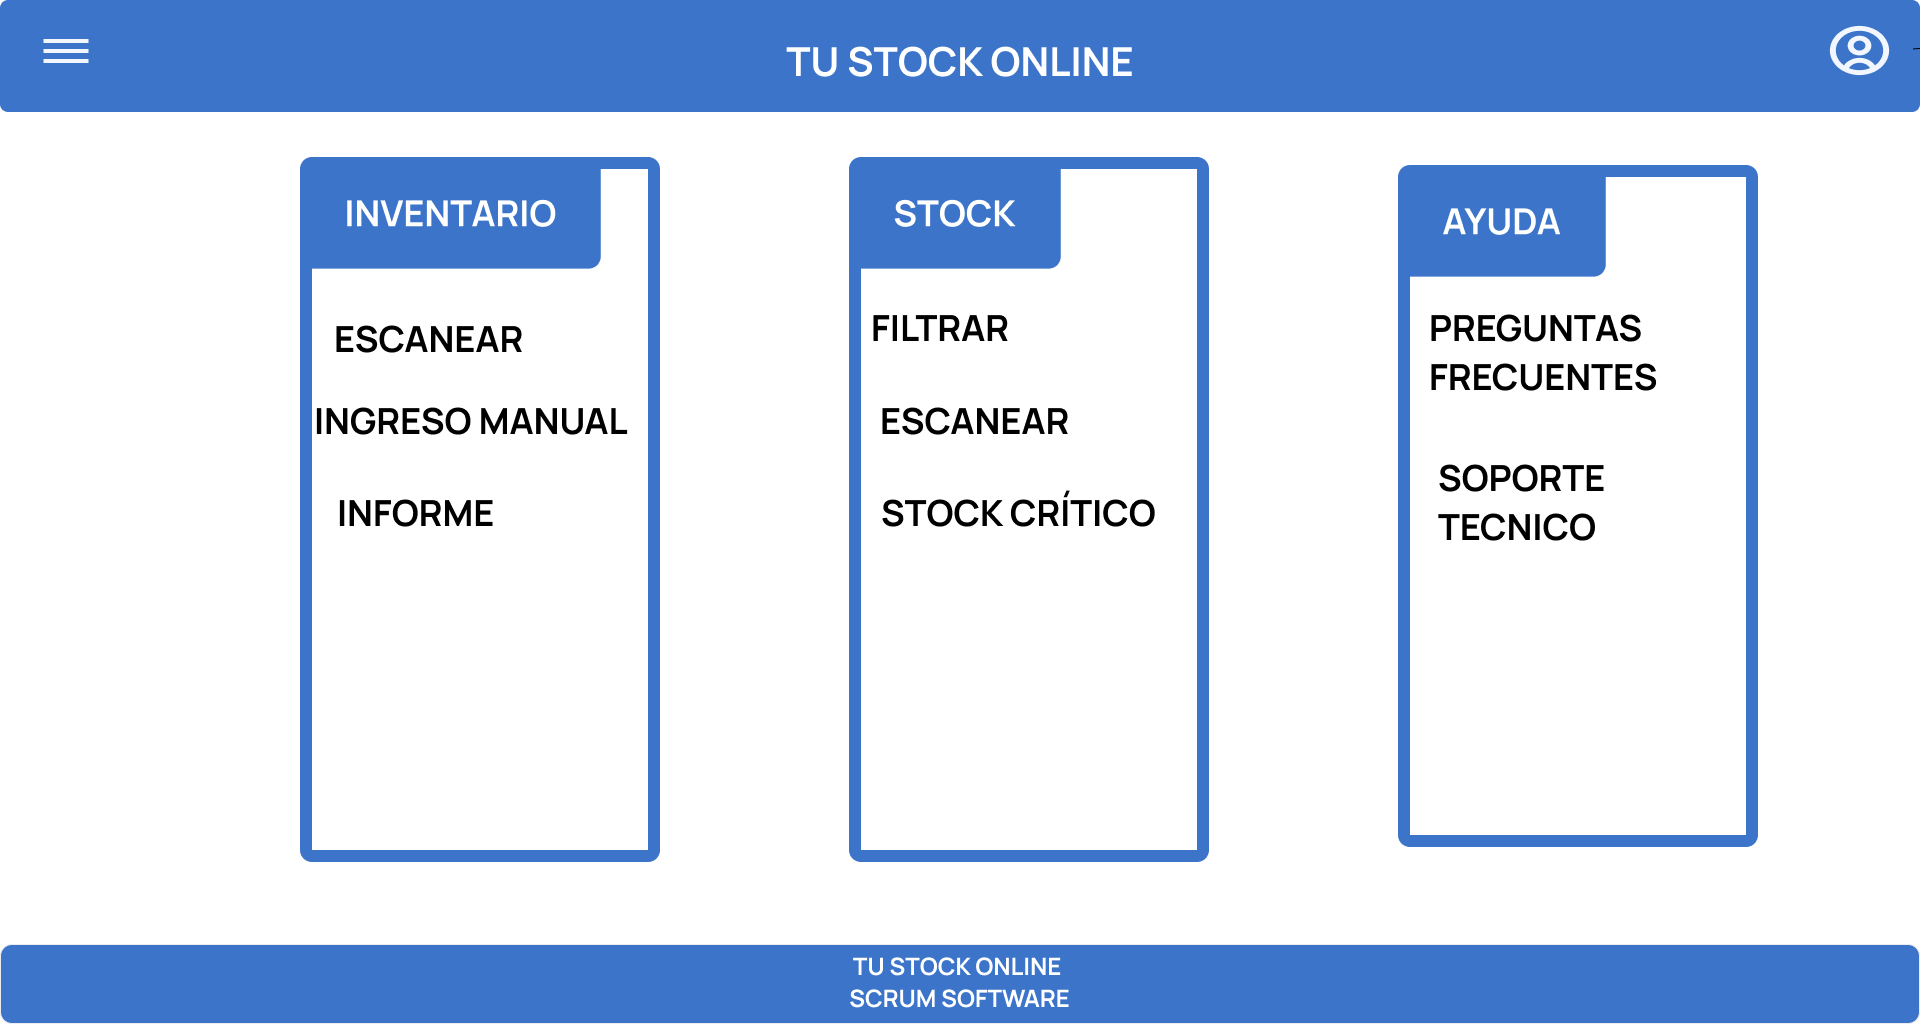 TU STOCK ONLINE
INVENTARIO
ESCANEAR
INGRESO MANUAL
INFORME
STOCK
FILTRAR
ESCANEAR
STOCK CRÍTICO
AYUDA
PREGUNTAS
FRECUENTES
SOPORTE
TECNICO
TU STOCK ONLINE
SCRUM SOFTWARE